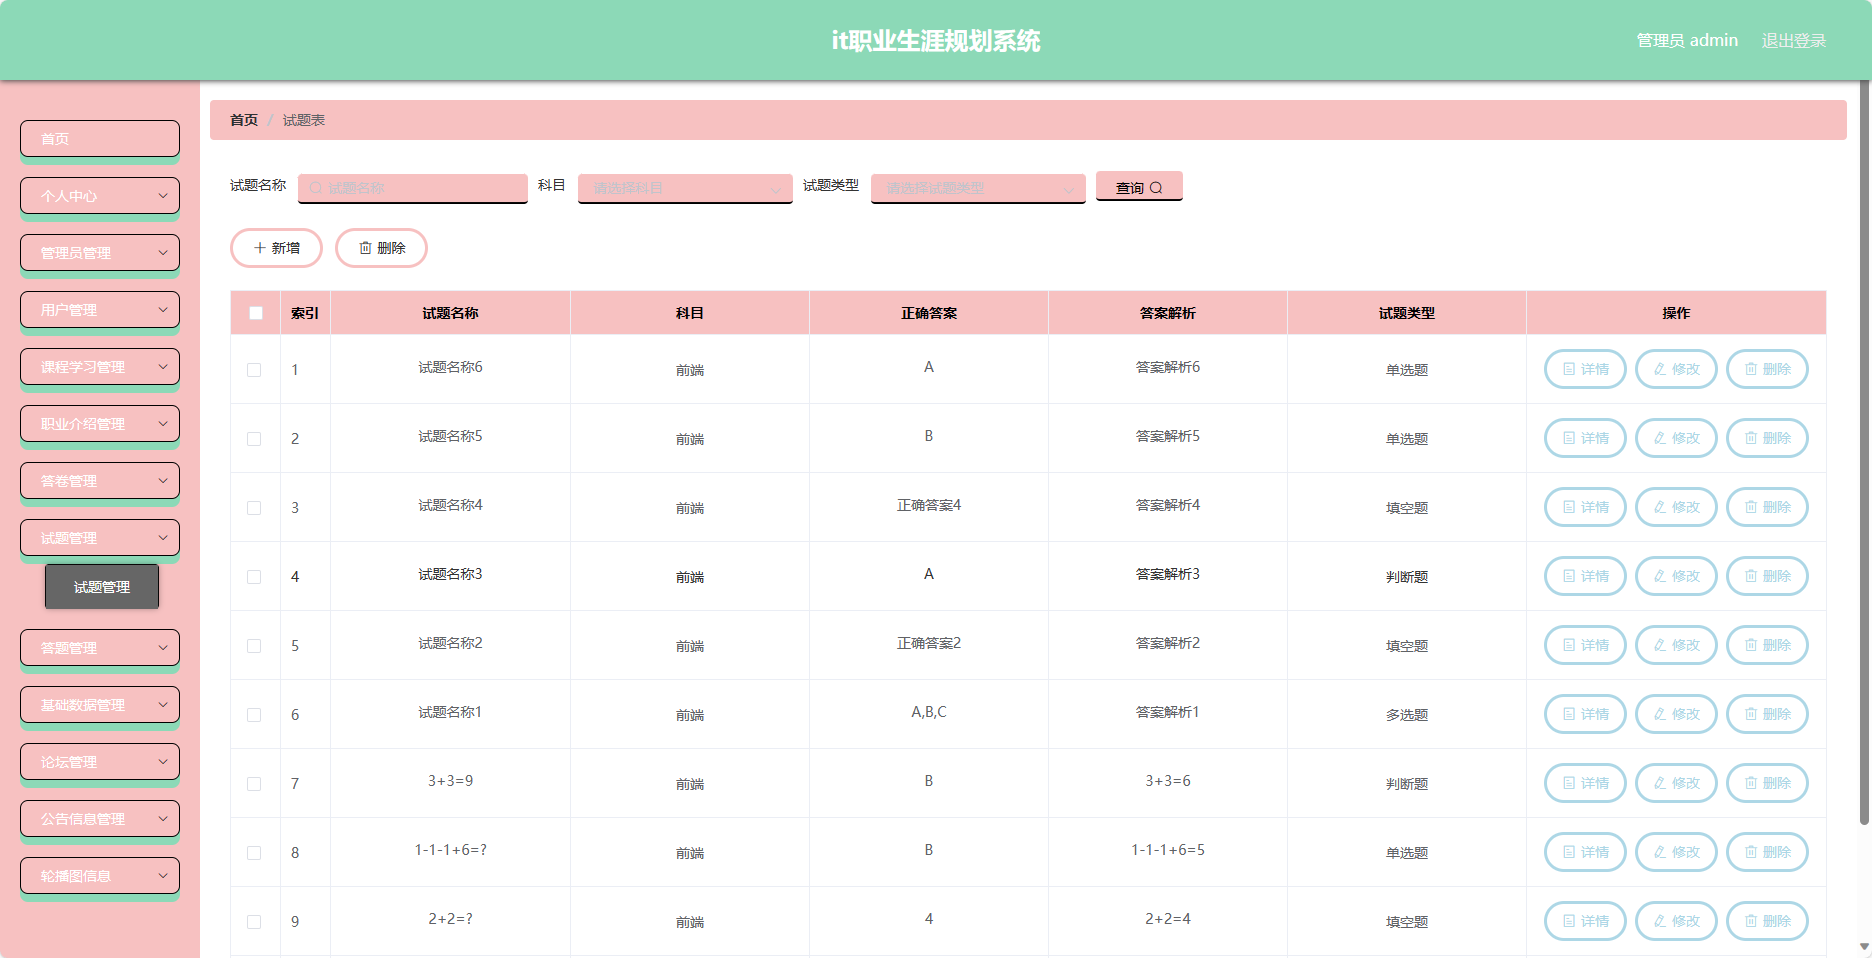 it职业生涯规划系统
管理员 admin 退出登录
首页
个人中心
管理员管理
用户管理
课程学习管理
职业介绍管理
答卷管理
试题管理
试题管理
答题管理
基础数据管理
论坛管理
公告信息管理
轮播图信息
首页 / 试题表
试题名称 试题名称 科目 请选择科目 试题类型 请选择试题类型 查询
新增 删除
索引 试题名称 科目 正确答案 答案解析 试题类型 操作
1 试题名称6 前端 A 答案解析6 单选题 详情 修改 删除
2 试题名称5 前端 B 答案解析5 单选题 详情 修改 删除
3 试题名称4 前端 正确答案4 答案解析4 填空题 详情 修改 删除
4 试题名称3 前端 A 答案解析3 判断题 详情 修改 删除
5 试题名称2 前端 正确答案2 答案解析2 填空题 详情 修改 删除
6 试题名称1 前端 A,B,C 答案解析1 多选题 详情 修改 删除
7 3+3=9 前端 B 3+3=6 判断题 详情 修改 删除
8 1-1-1+6=? 前端 B 1-1-1+6=5 单选题 详情 修改 删除
9 2+2=? 前端 4 2+2=4 填空题 详情 修改 删除